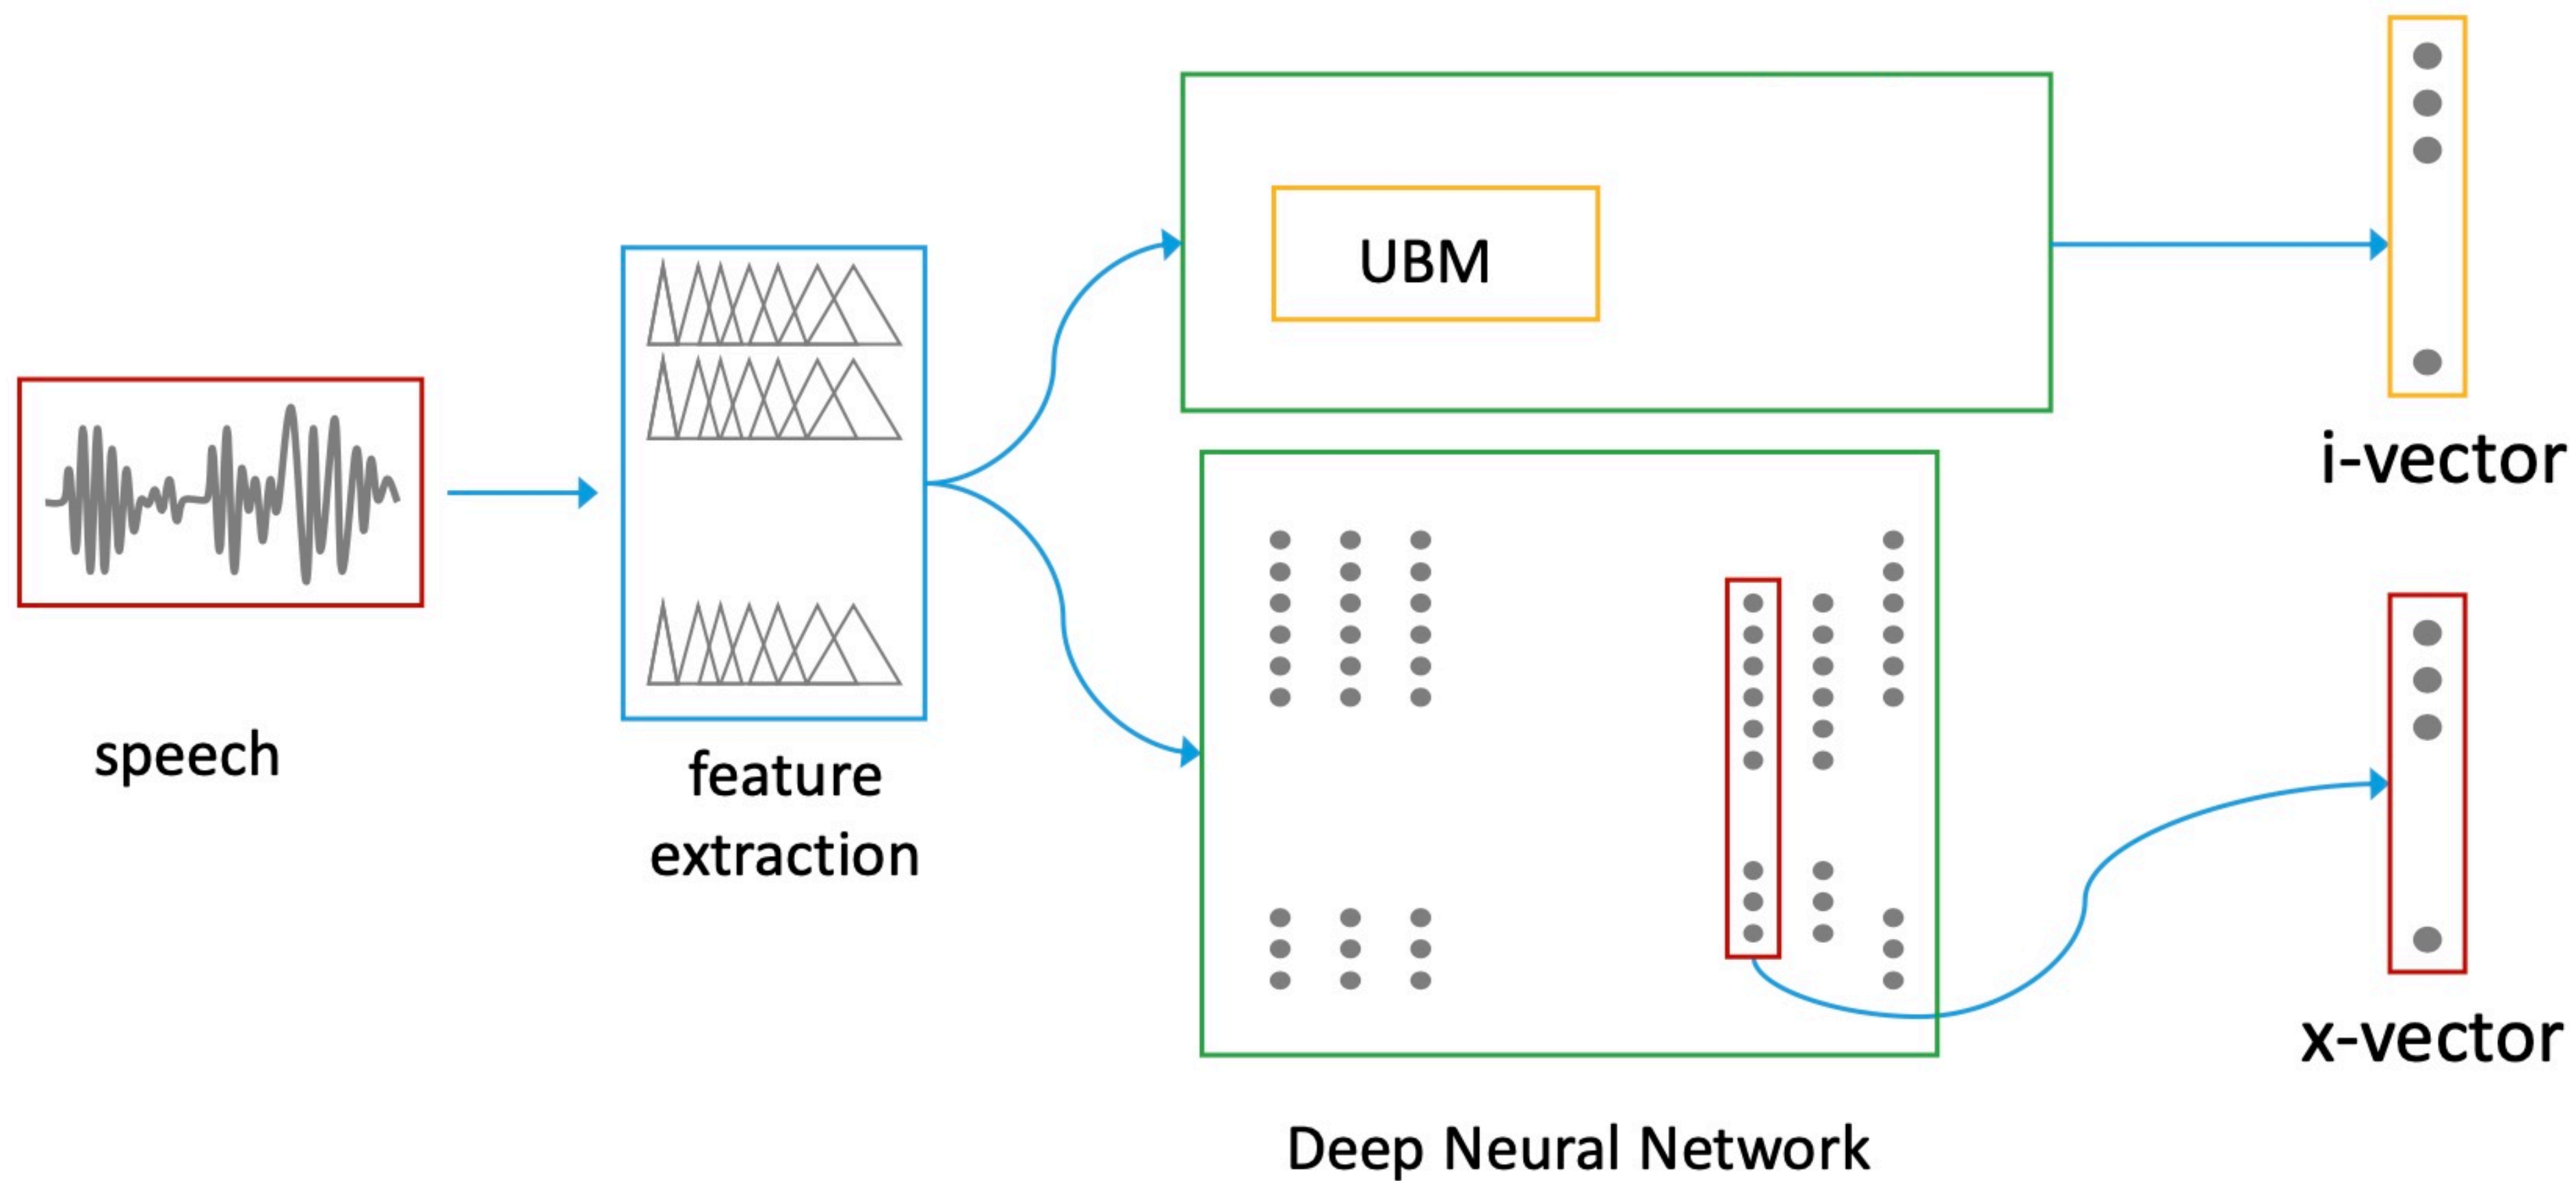 speech
feature
extraction
UBM
i-vector
x-vector
Deep Neural Network